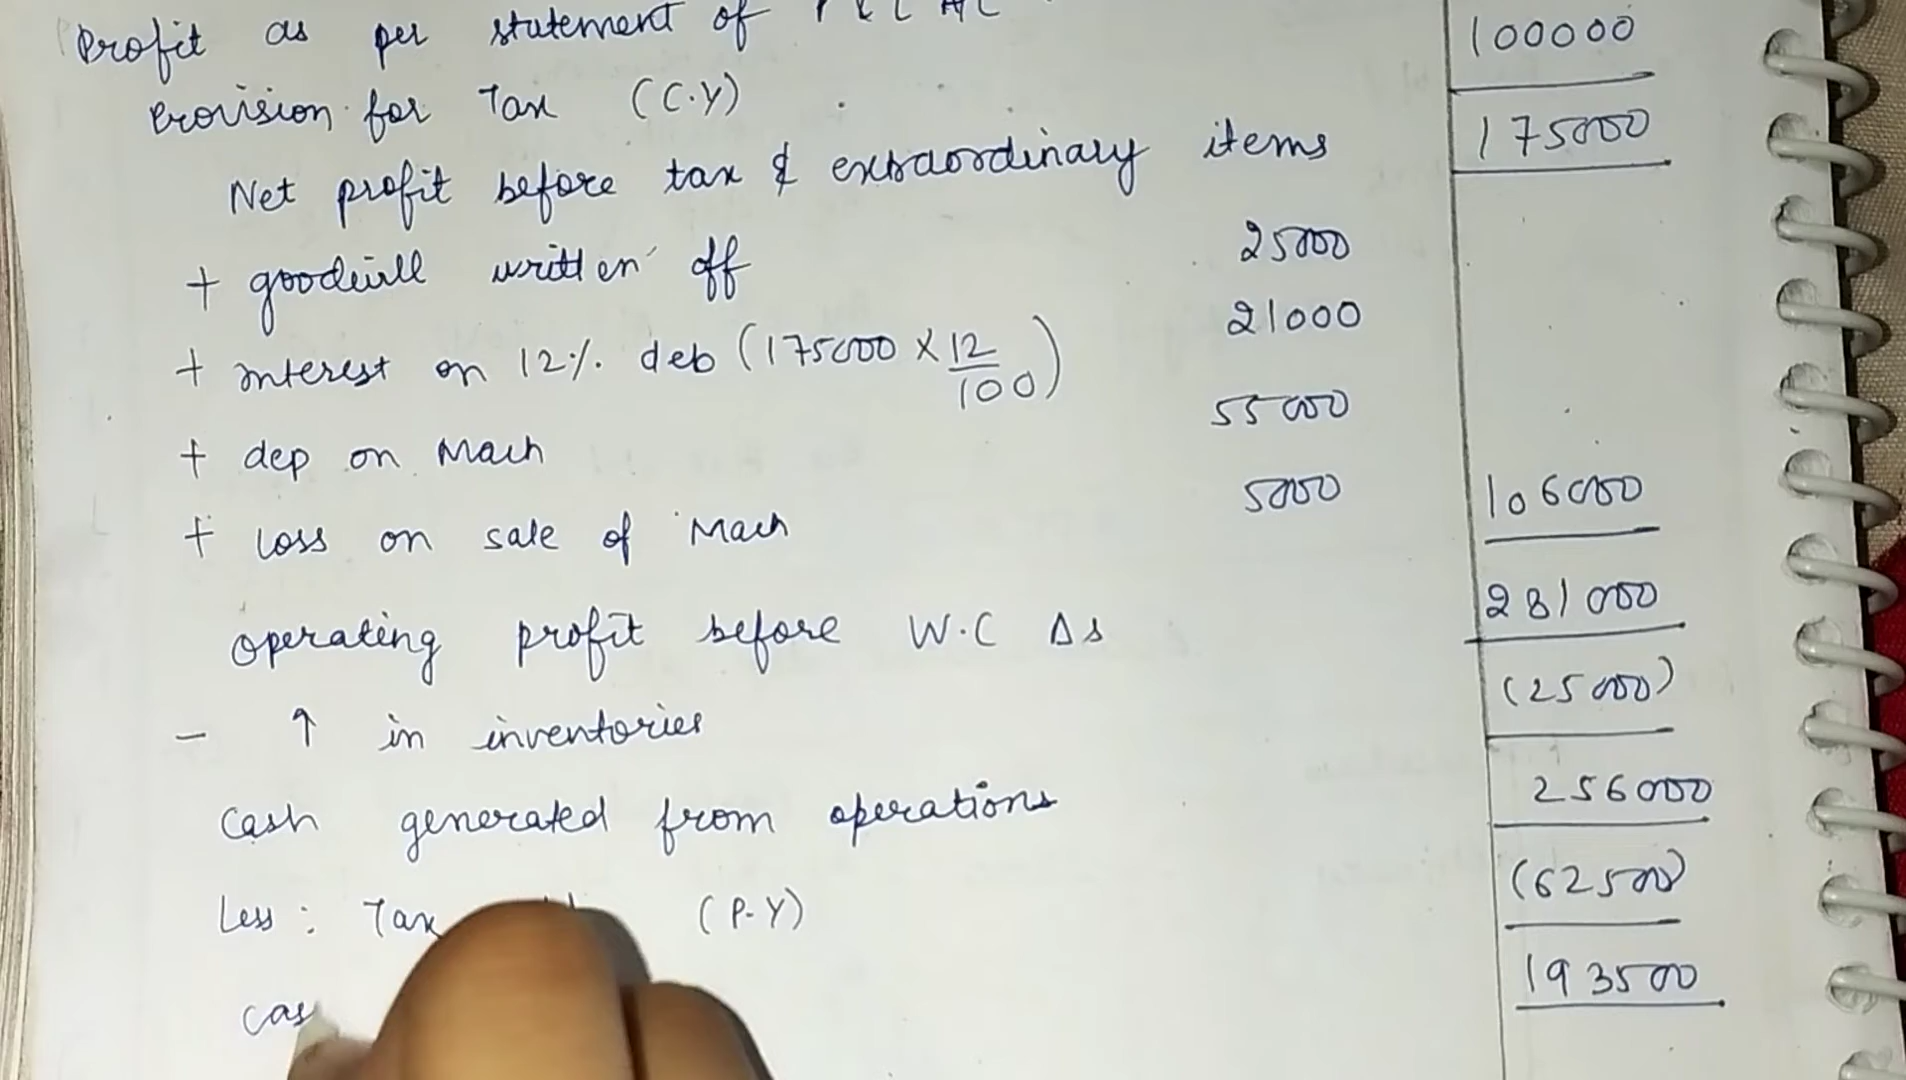 Profit as per statement of P & L A/C
100000
Provision for Tax (C.Y)
175000
Net profit before tax & extraordinary items
+ goodwill written off 25000
+ interest on 12% deb (175000 × 12/100) 21000
+ dep on Mach 55000
+ loss on sale of Mach 5000 106000
operating profit before W.C Δs 281000
- ↑ in inventories (25000)
Cash generated from operations 256000
Less: Tax (P.Y) (62500)
cas 193500